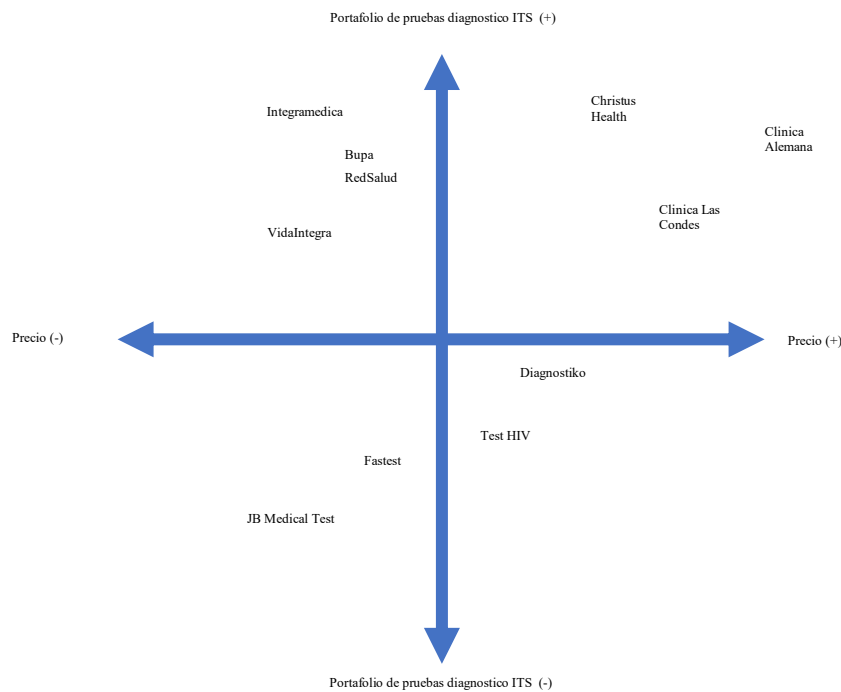 Portafolio de pruebas diagnostico ITS (+)
Integramedica
Christus
Health
Clinica
Alemana
Bupa
RedSalud
Clinica Las
Condes
VidaIntegra
Precio (-)
Precio (+)
Diagnostiko
Test HIV
Fastest
JB Medical Test
Portafolio de pruebas diagnostico ITS (-)